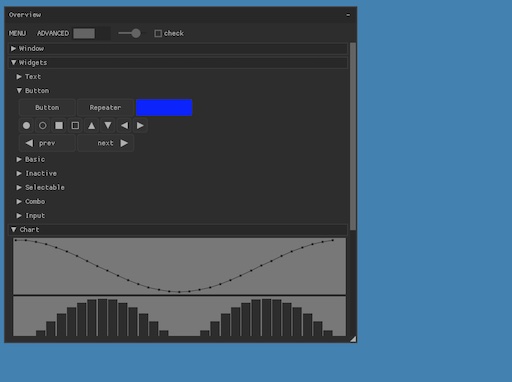 Overview
MENU ADVANCED check
Window
Widgets
Text
Button
Button Repeater
prev next
Basic
Inactive
Selectable
Combo
Input
Chart